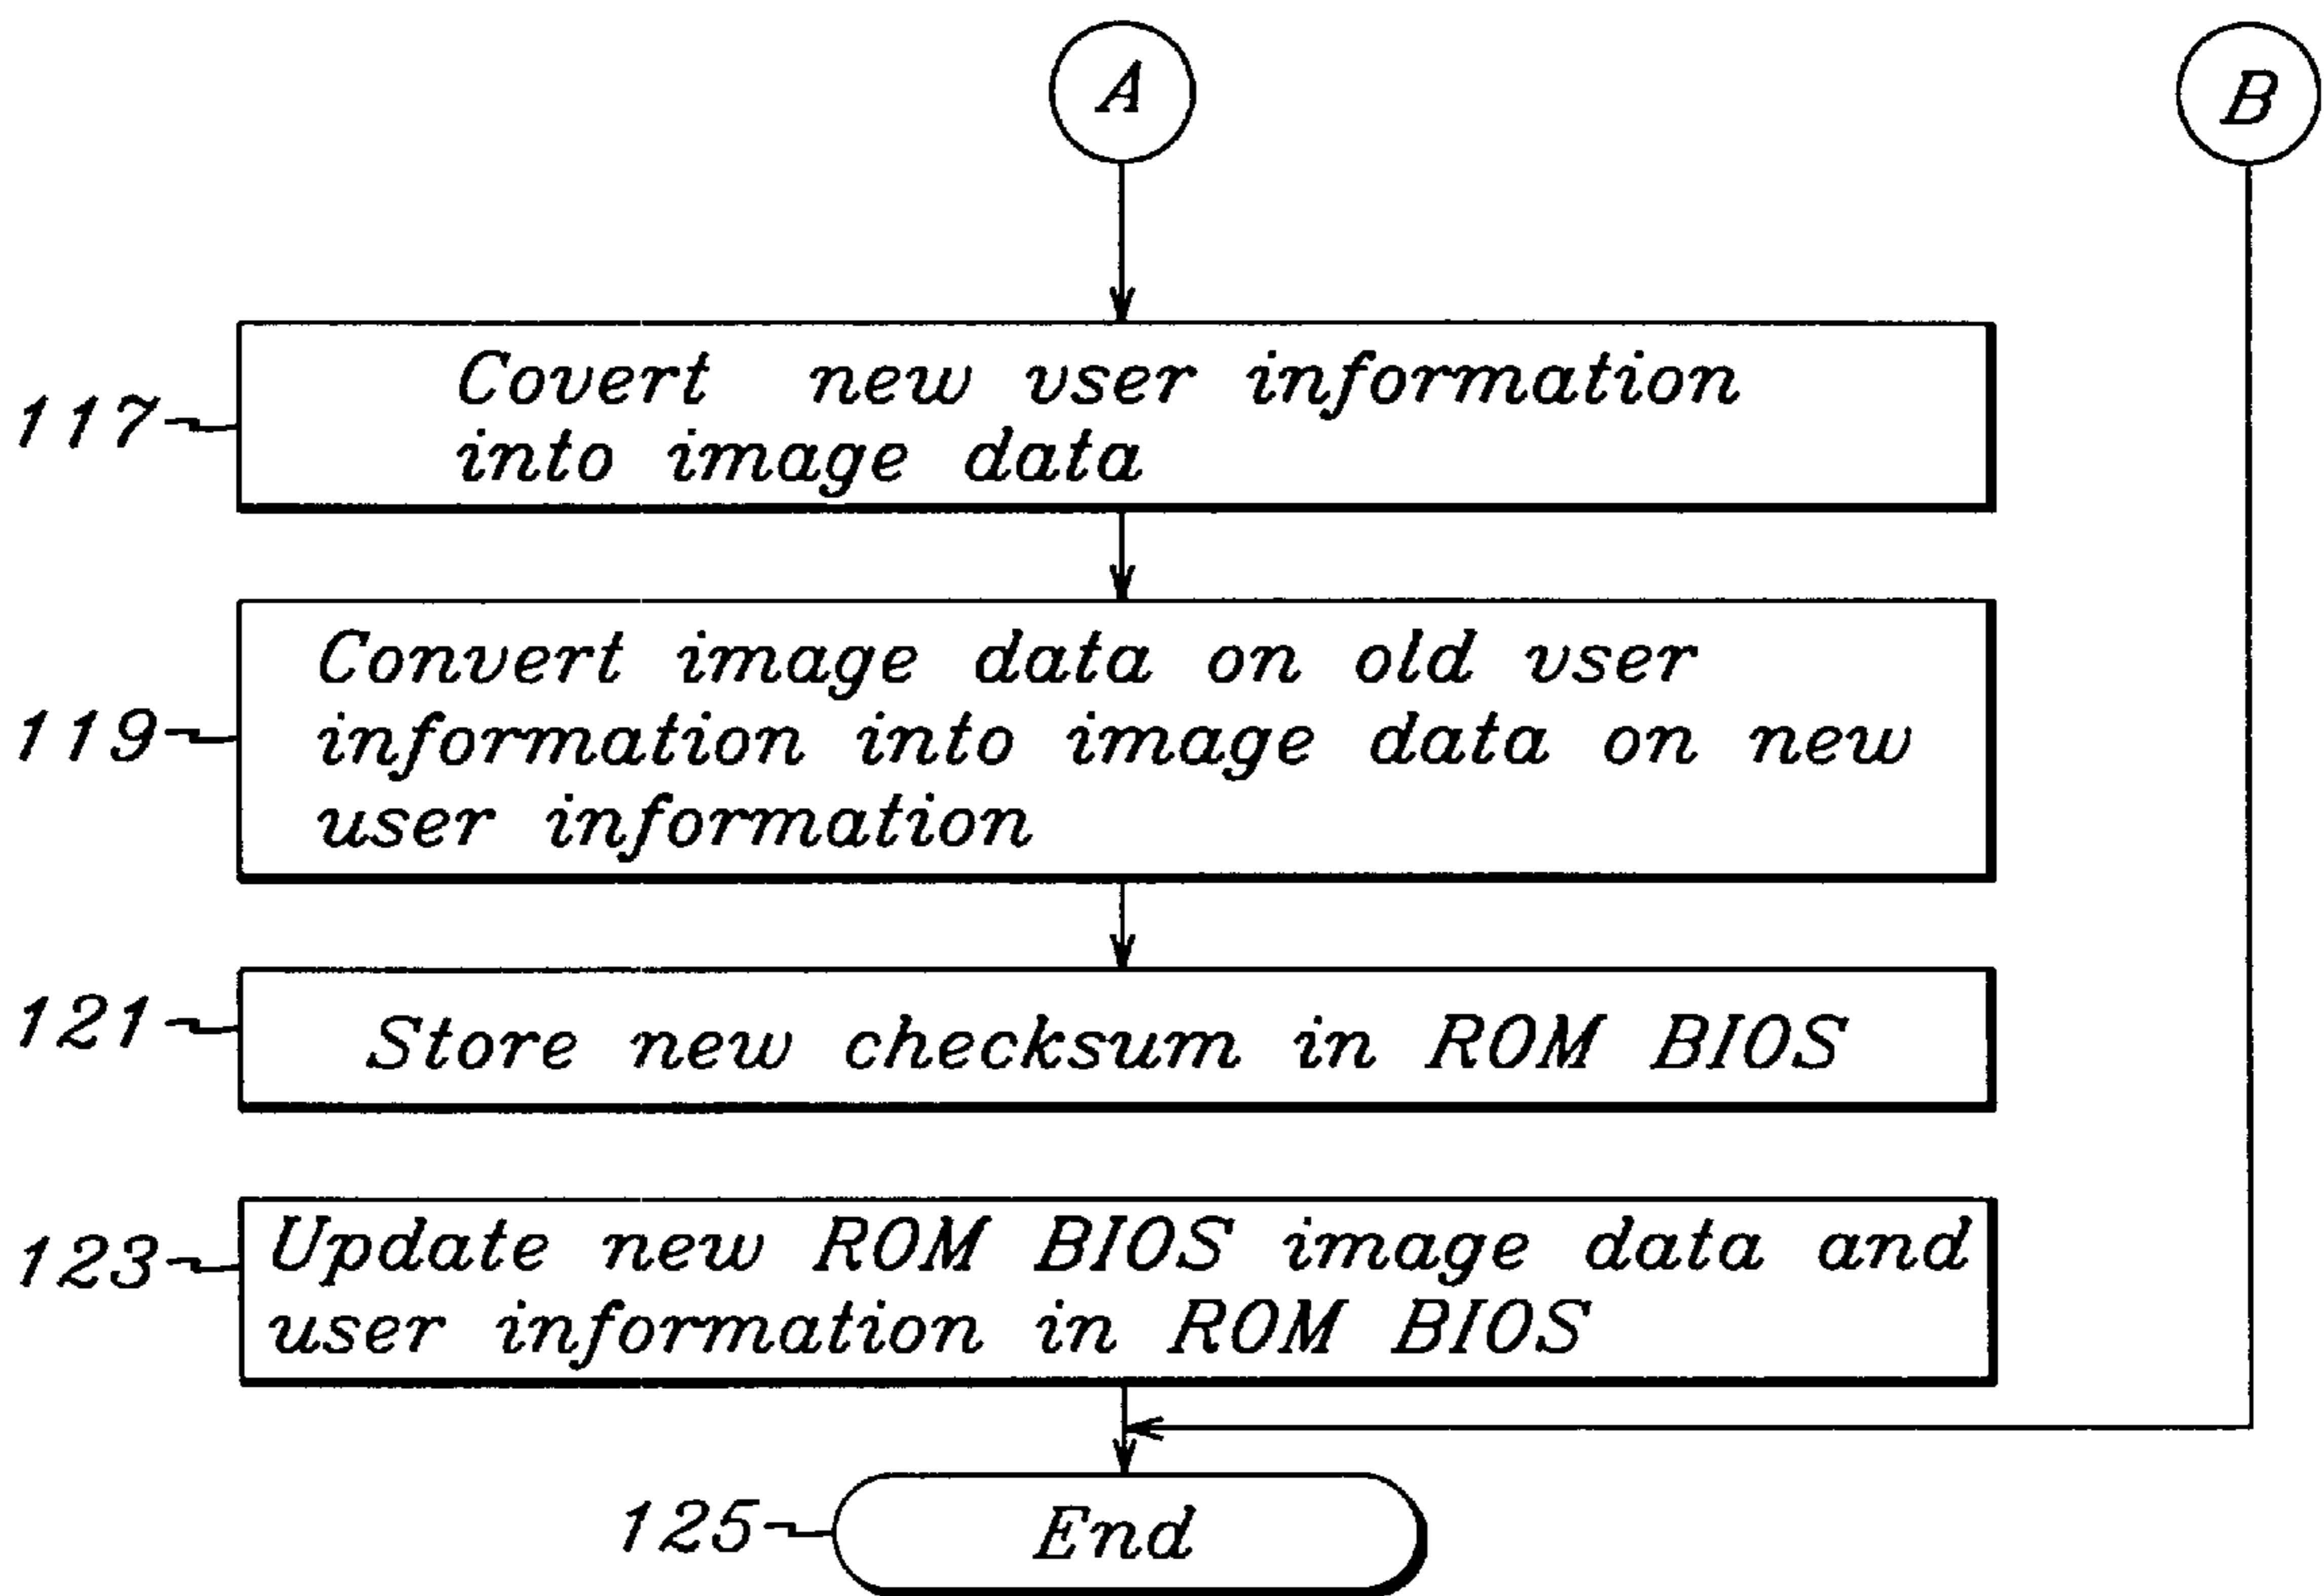 A
B
117
Covert new user information
into image data
119
Convert image data on old user
information into image data on new
user information
121
Store new checksum in ROM BIOS
123
Update new ROM BIOS image data and
user information in ROM BIOS
125
End